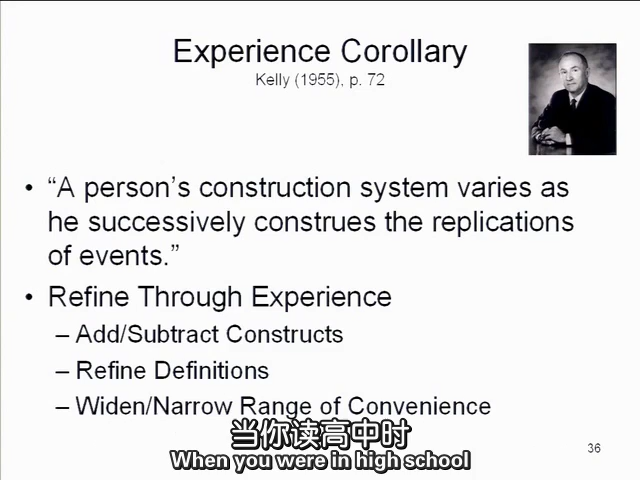 Experience Corollary
Kelly (1955), p. 72
• “A person’s construction system varies as
he successively construes the replications
of events.”
• Refine Through Experience
– Add/Subtract Constructs
– Refine Definitions
– Widen/Narrow Range of Convenience
当你读高中时
When you were in high school
36